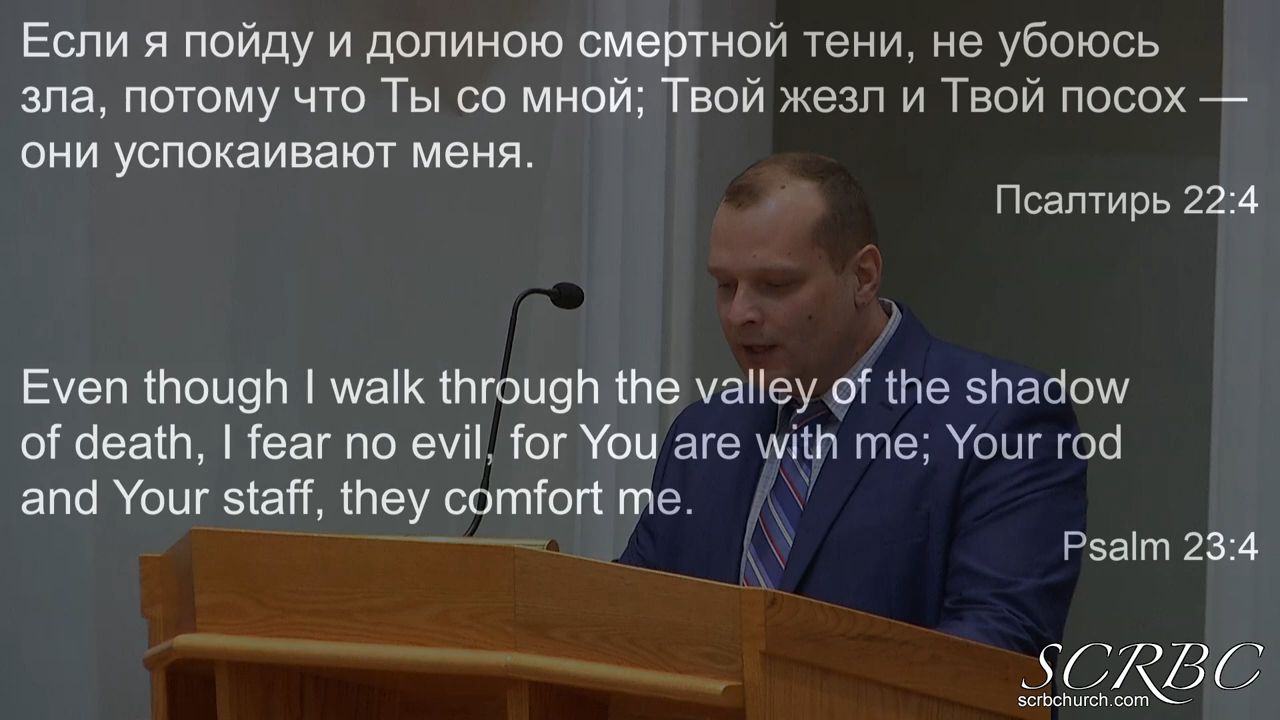 Если я пойду и долиною смертной тени, не убоюсь
зла, потому что Ты со мной; Твой жезл и Твой посох —
они успокаивают меня.
Псалтирь 22:4
Even though I walk through the valley of the shadow
of death, I fear no evil, for You are with me; Your rod
and Your staff, they comfort me.
Psalm 23:4
SCRBC
scrbchurch.com